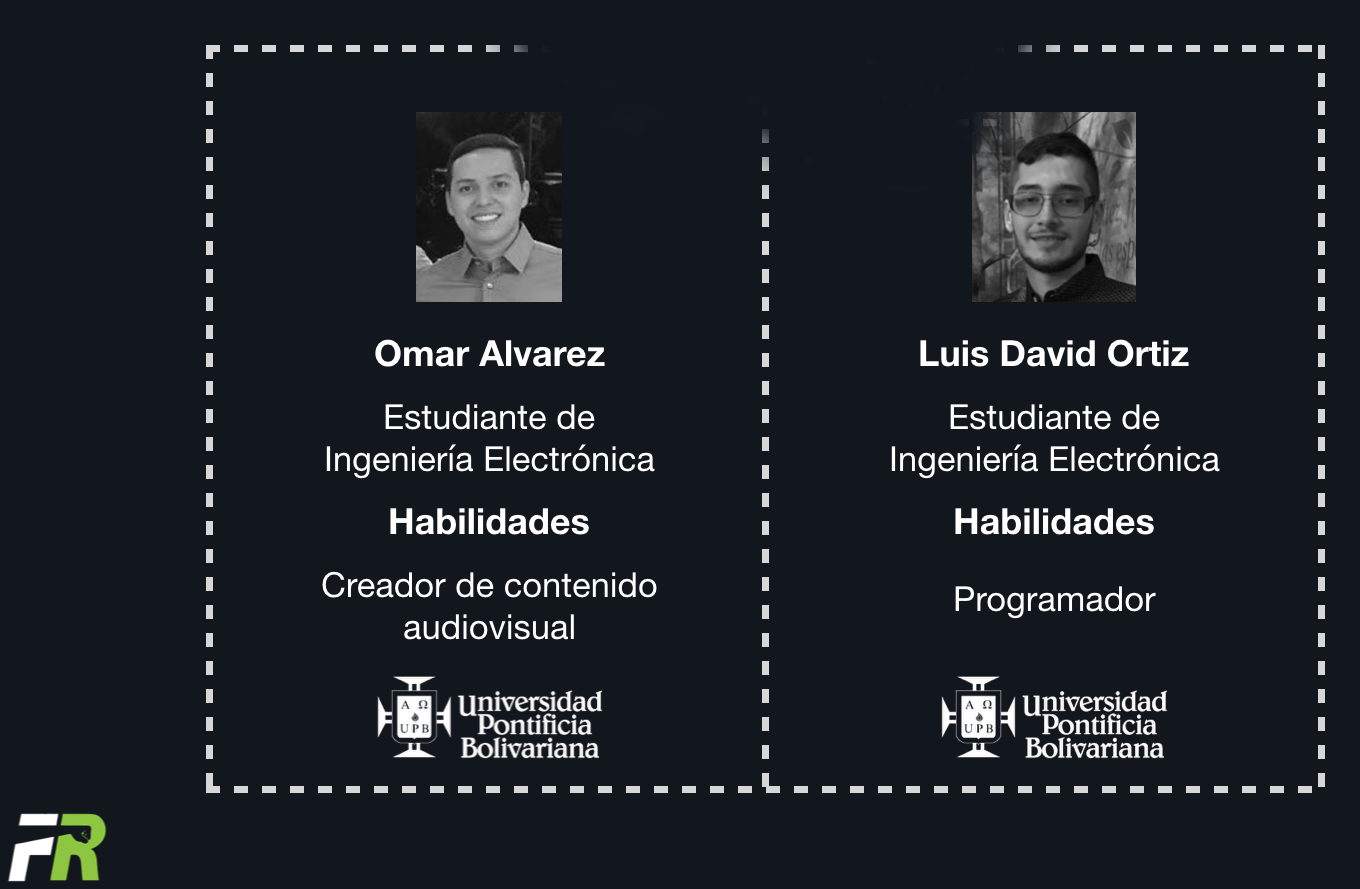 Omar Alvarez
Estudiante de
Ingeniería Electrónica
Habilidades
Creador de contenido
audiovisual
Α Ω
UPB
Universidad
Pontificia
Bolivariana
Luis David Ortiz
Estudiante de
Ingeniería Electrónica
Habilidades
Programador
Α Ω
UPB
Universidad
Pontificia
Bolivariana
FR